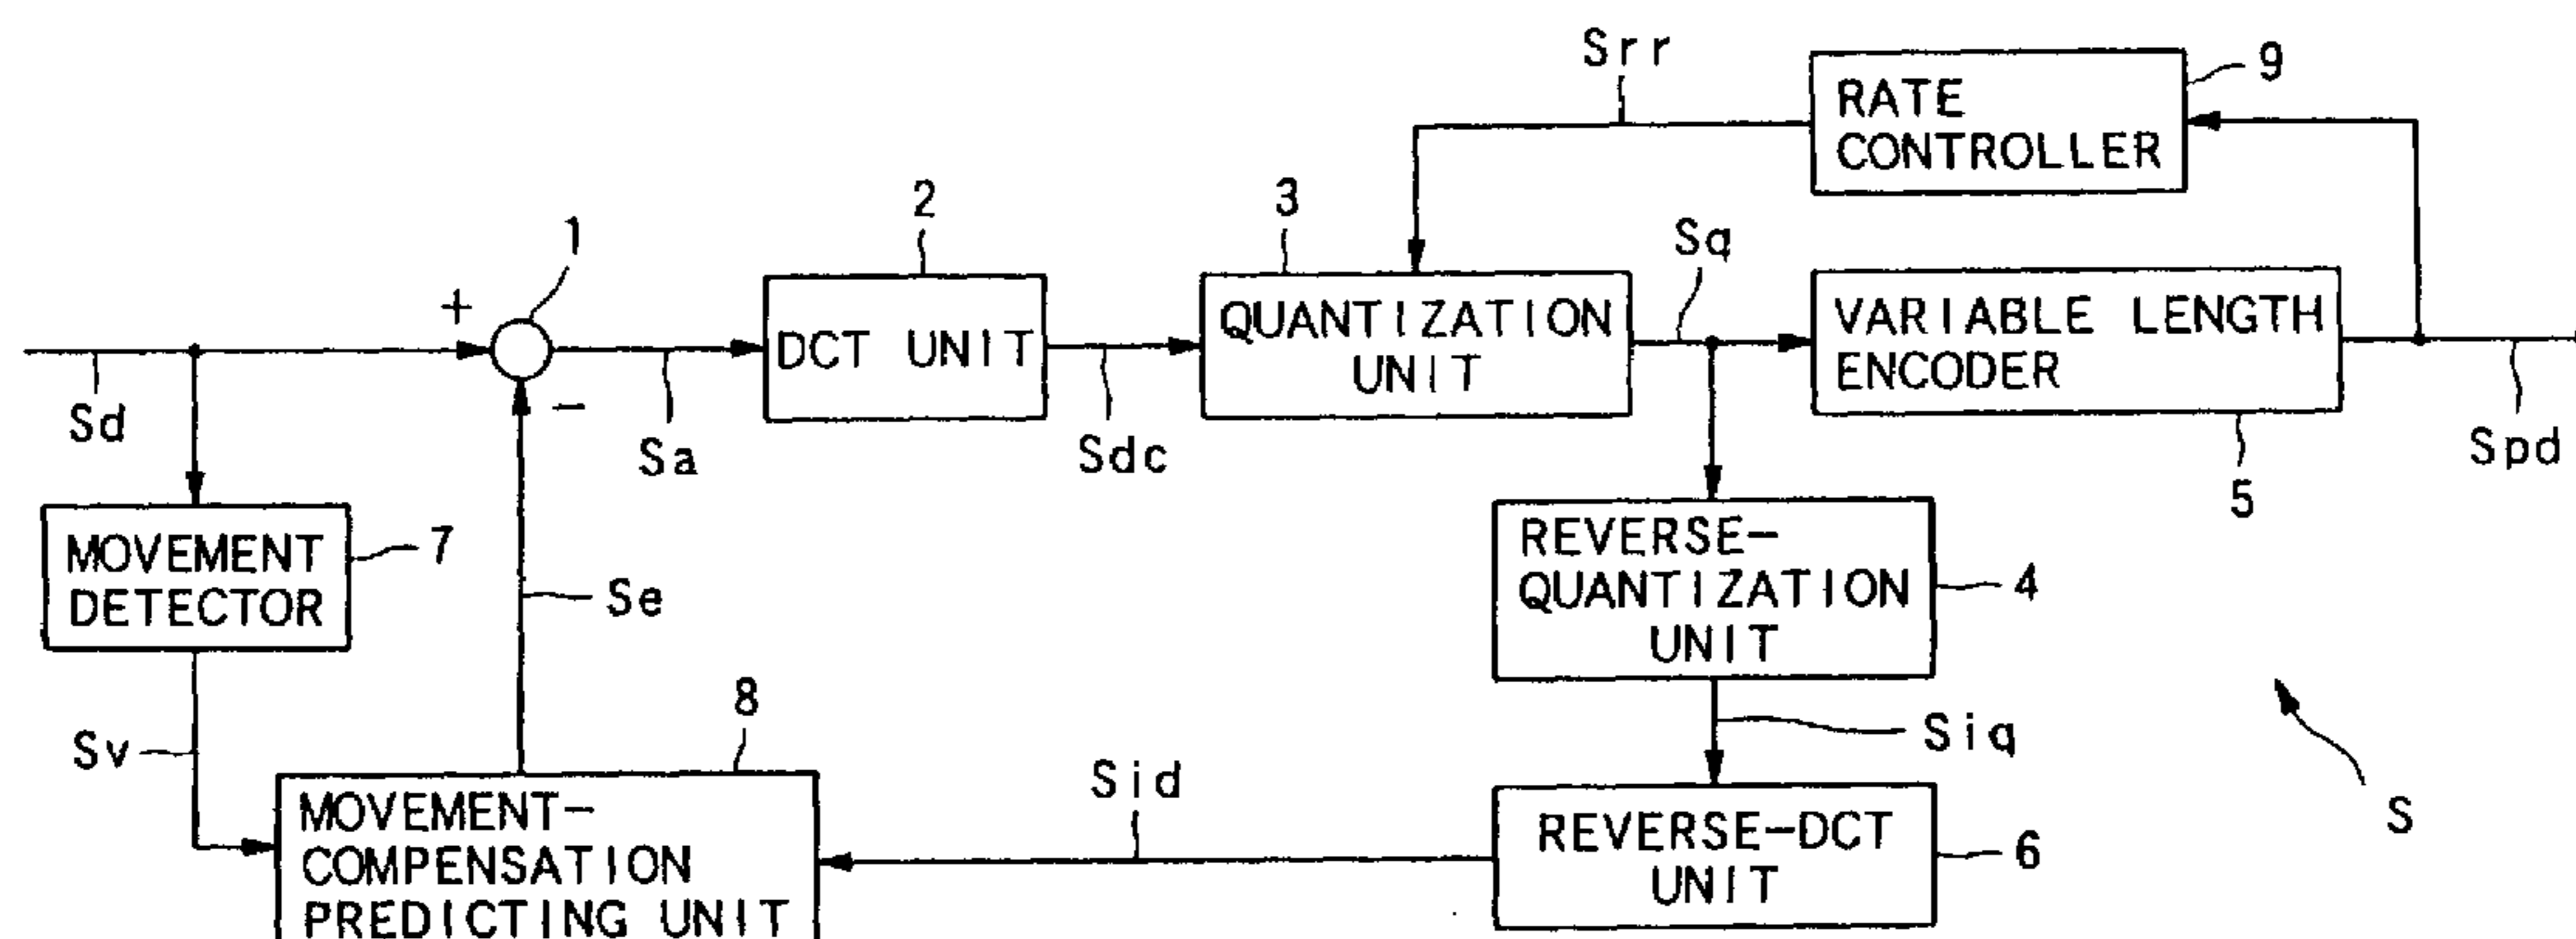 Srr
9
RATE
CONTROLLER
1
2
3
Sq
+
DCT UNIT
QUANTIZATION
UNIT
VARIABLE LENGTH
ENCODER
Sd
-
Sa
Sdc
5
Spd
MOVEMENT
DETECTOR
7
Se
REVERSE-
QUANTIZATION
UNIT
4
Sv
8
Siq
MOVEMENT-
COMPENSATION
PREDICTING UNIT
Sid
REVERSE-DCT
UNIT
6
S